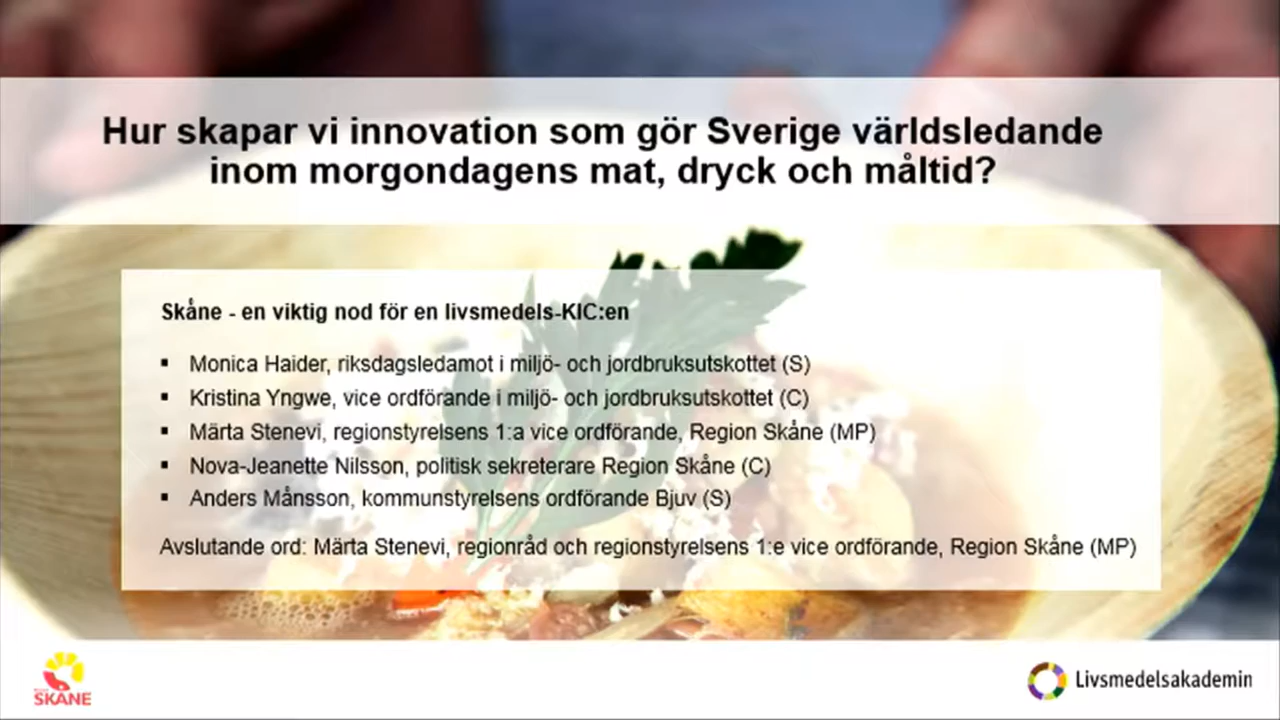 Hur skapar vi innovation som gör Sverige världsledande
inom morgondagens mat, dryck och måltid?
Skåne - en viktig nod för en livsmedels-KIC:en
▪ Monica Haider, riksdagsledamot i miljö- och jordbruksutskottet (S)
▪ Kristina Yngwe, vice ordförande i miljö- och jordbruksutskottet (C)
▪ Märta Stenevi, regionstyrelsens 1:a vice ordförande, Region Skåne (MP)
▪ Nova-Jeanette Nilsson, politisk sekreterare Region Skåne (C)
▪ Anders Månsson, kommunstyrelsens ordförande Bjuv (S)
Avslutande ord: Märta Stenevi, regionråd och regionstyrelsens 1:e vice ordförande, Region Skåne (MP)
SKÅNE
Livsmedelsakademin